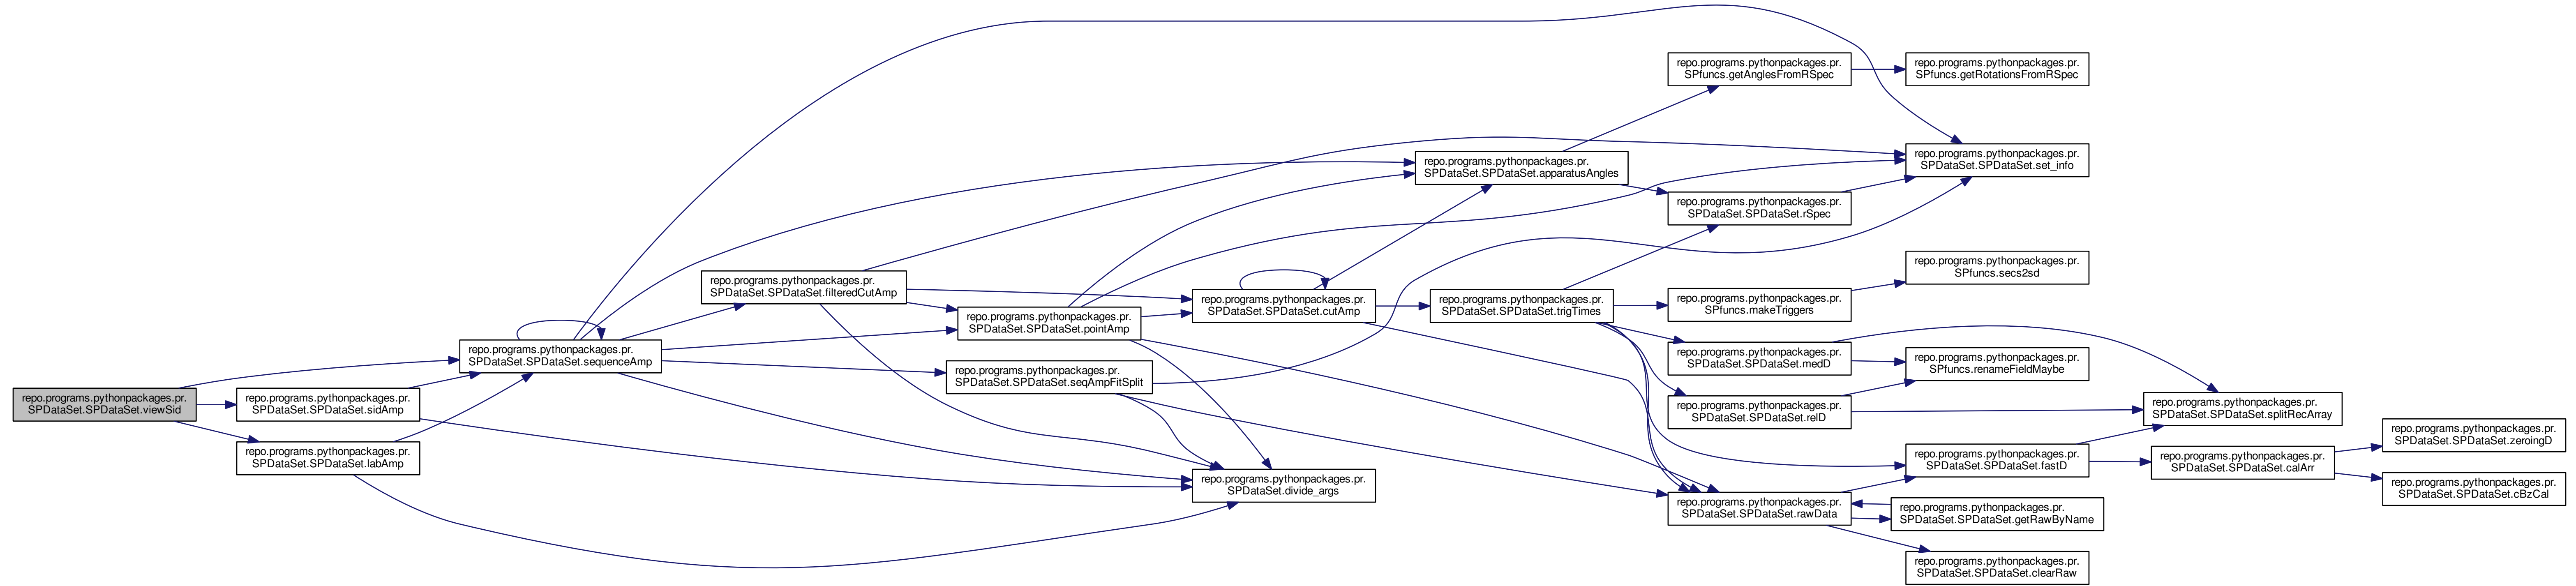 repo.programs.pythonpackages.pr.
SPDataSet.SPDataSet.viewSid
repo.programs.pythonpackages.pr.
SPDataSet.SPDataSet.sidAmp
repo.programs.pythonpackages.pr.
SPDataSet.SPDataSet.labAmp
repo.programs.pythonpackages.pr.
SPDataSet.SPDataSet.sequenceAmp
repo.programs.pythonpackages.pr.
SPDataSet.SPDataSet.filteredCutAmp
repo.programs.pythonpackages.pr.
SPDataSet.SPDataSet.pointAmp
repo.programs.pythonpackages.pr.
SPDataSet.SPDataSet.seqAmpFitSplit
repo.programs.pythonpackages.pr.
SPDataSet.SPDataSet.cutAmp
repo.programs.pythonpackages.pr.
SPDataSet.divide_args
repo.programs.pythonpackages.pr.
SPDataSet.SPDataSet.apparatusAngles
repo.programs.pythonpackages.pr.
SPDataSet.SPDataSet.trigTimes
repo.programs.pythonpackages.pr.
SPfuncs.getAnglesFromRSpec
repo.programs.pythonpackages.pr.
SPDataSet.SPDataSet.rSpec
repo.programs.pythonpackages.pr.
SPfuncs.makeTriggers
repo.programs.pythonpackages.pr.
SPDataSet.SPDataSet.medD
repo.programs.pythonpackages.pr.
SPDataSet.SPDataSet.relD
repo.programs.pythonpackages.pr.
SPDataSet.SPDataSet.rawData
repo.programs.pythonpackages.pr.
SPfuncs.getRotationsFromRSpec
repo.programs.pythonpackages.pr.
SPDataSet.SPDataSet.set_info
repo.programs.pythonpackages.pr.
SPfuncs.secs2sd
repo.programs.pythonpackages.pr.
SPfuncs.renameFieldMaybe
repo.programs.pythonpackages.pr.
SPDataSet.SPDataSet.fastD
repo.programs.pythonpackages.pr.
SPDataSet.SPDataSet.getRawByName
repo.programs.pythonpackages.pr.
SPDataSet.SPDataSet.clearRaw
repo.programs.pythonpackages.pr.
SPDataSet.SPDataSet.splitRecArray
repo.programs.pythonpackages.pr.
SPDataSet.SPDataSet.calArr
repo.programs.pythonpackages.pr.
SPDataSet.SPDataSet.zeroingD
repo.programs.pythonpackages.pr.
SPDataSet.SPDataSet.cBzCal